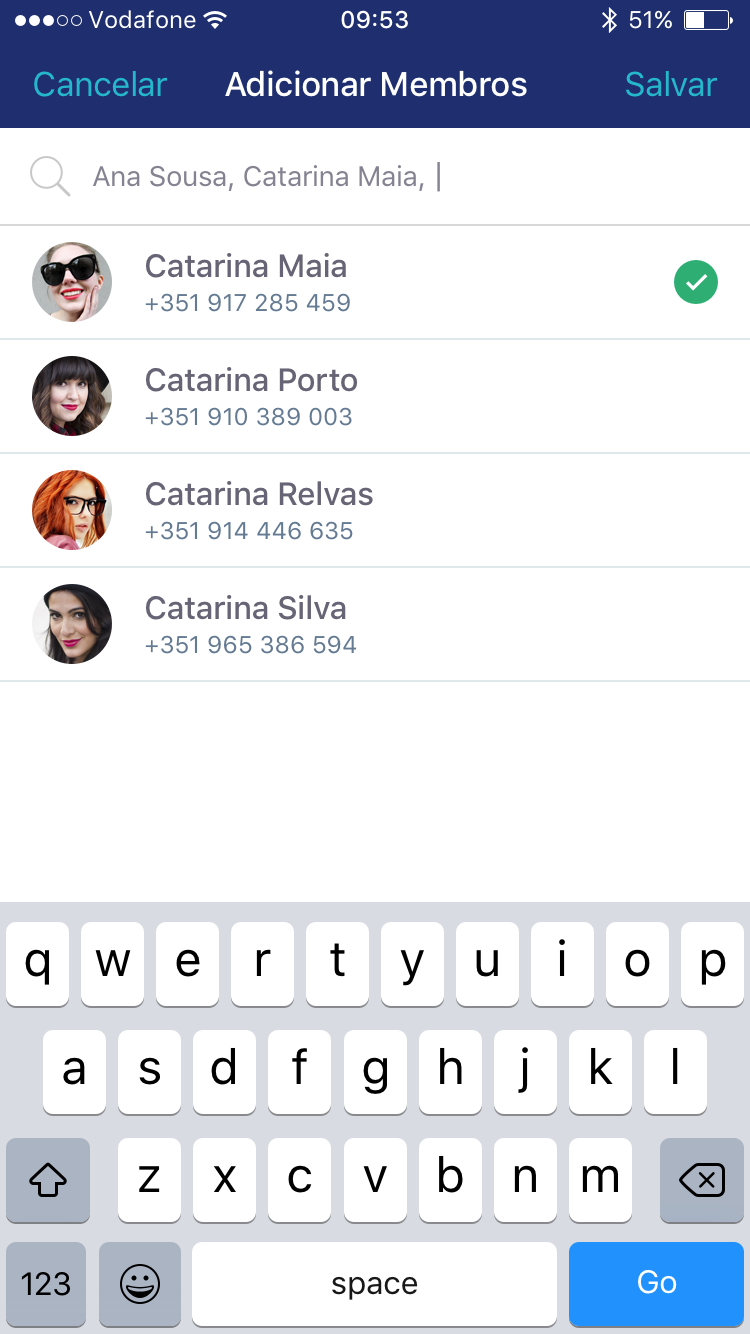 Vodafone 09:53 51%
Cancelar Adicionar Membros Salvar
Ana Sousa, Catarina Maia,
Catarina Maia
+351 917 285 459
Catarina Porto
+351 910 389 003
Catarina Relvas
+351 914 446 635
Catarina Silva
+351 965 386 594
q w e r t y u i o p
a s d f g h j k l
z x c v b n m
123 space Go